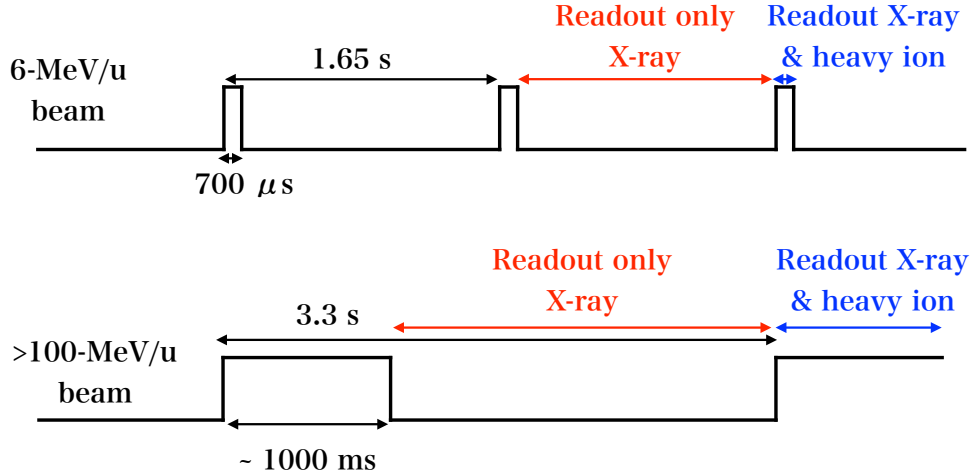 Readout only
X-ray
Readout X-ray
& heavy ion
1.65 s
6-MeV/u
beam
700 μs
Readout only
X-ray
Readout X-ray
& heavy ion
3.3 s
>100-MeV/u
beam
~ 1000 ms